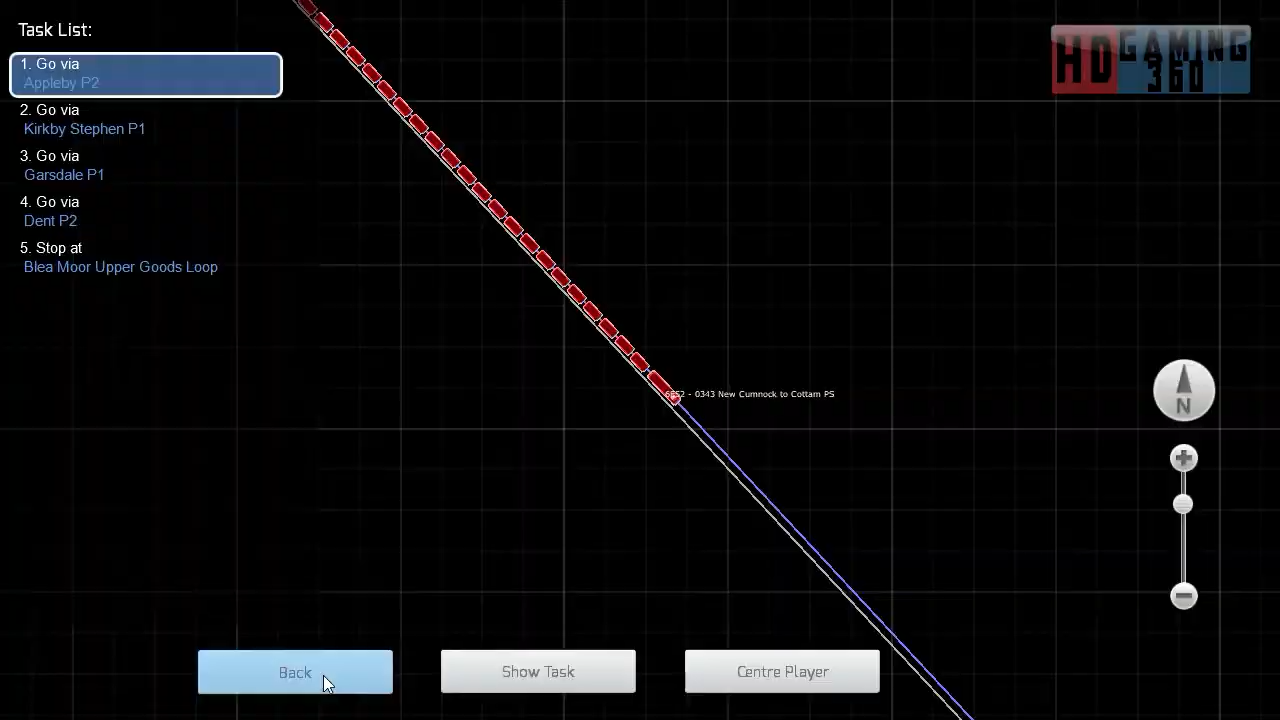 Task List:
1. Go via
Appleby P2
2. Go via
Kirkby Stephen P1
3. Go via
Garsdale P1
4. Go via
Dent P2
5. Stop at
Blea Moor Upper Goods Loop
HD GAMING
360
- 0343 New Cumnock to Cottam PS
N
Back
Show Task
Centre Player